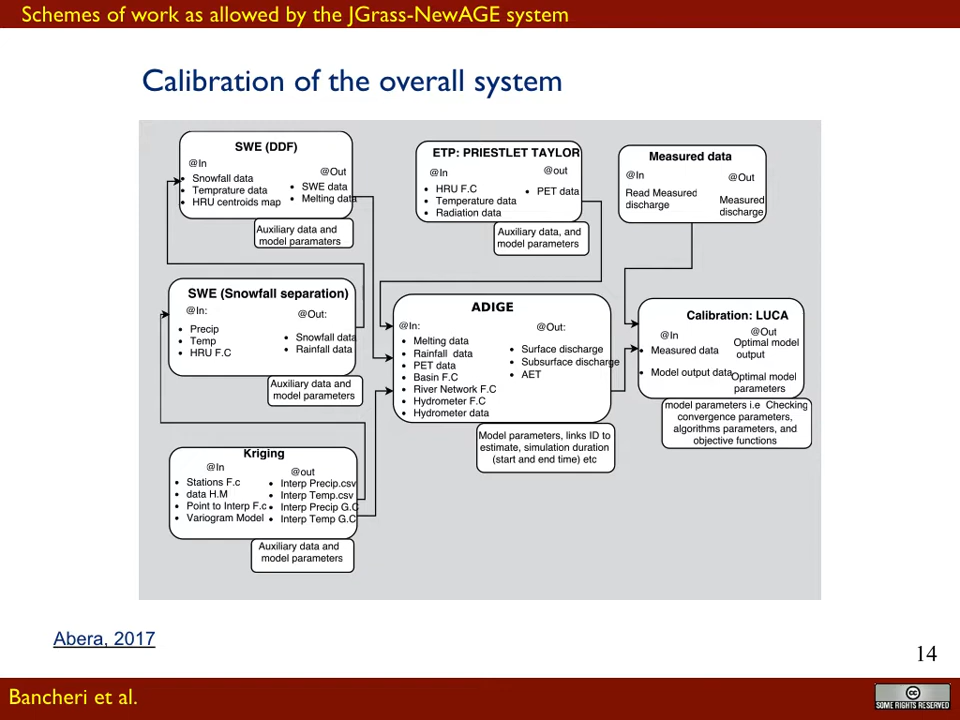 Schemes of work as allowed by the JGrass-NewAGE system
Calibration of the overall system
SWE (DDF)
@In
• Snowfall data
• Temprature data
• HRU centroids map
@Out
• SWE data
• Melting data
Auxiliary data and
model paramaters
ETP: PRIESTLET TAYLOR
@In
• HRU F.C
• Temperature data
• Radiation data
@out
• PET data
Auxiliary data, and
model parameters
Measured data
@In
Read Measured
discharge
@Out
Measured
discharge
SWE (Snowfall separation)
@In:
• Precip
• Temp
• HRU F.C
@Out:
• Snowfall data
• Rainfall data
Auxiliary data and
model parameters
ADIGE
@In:
• Melting data
• Rainfall data
• PET data
• Basin F.C
• River Network F.C
• Hydrometer F.C
• Hydrometer data
@Out:
• Surface discharge
• Subsurface discharge
• AET
Model parameters, links ID to
estimate, simulation duration
(start and end time) etc
Calibration: LUCA
@In
• Measured data
• Model output data
@Out
Optimal model
output
Optimal model
parameters
model parameters i.e Checking
convergence parameters,
algorithms parameters, and
objective functions
Kriging
@In
• Stations F.c
• data H.M
• Point to Interp F.c
• Variogram Model
@out
• Interp Precip.csv
• Interp Temp.csv
• Interp Precip G.C
• Interp Temp G.C
Auxiliary data and
model parameters
Abera, 2017
14
Bancheri et al.
cc
SOME RIGHTS RESERVED